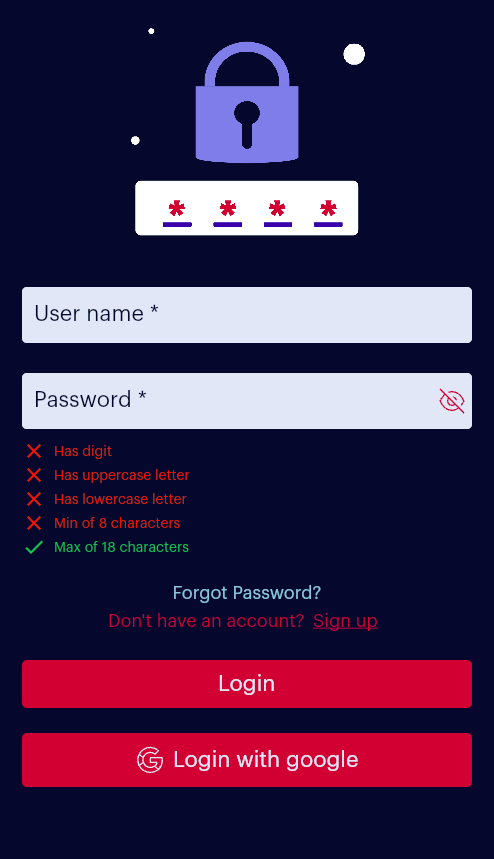 * * * *
User name *
Password *
Has digit
Has uppercase letter
Has lowercase letter
Min of 8 characters
Max of 18 characters
Forgot Password?
Don't have an account? Sign up
Login
Login with google